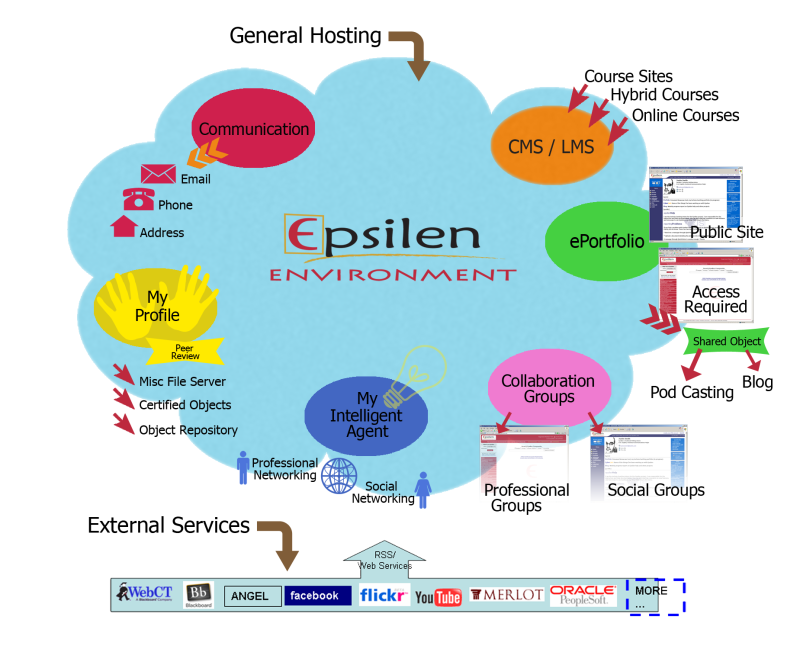 General Hosting
Course Sites
Hybrid Courses
Online Courses
Communication
CMS / LMS
Email
Phone
Address
Epsilen
ENVIRONMENT
ePortfolio
Public Site
Access
Required
Shared Object
Pod Casting
Blog
My
Profile
Peer
Review
Misc File Server
Certified Objects
Object Repository
My
Intelligent
Agent
Collaboration
Groups
Professional
Networking
Social
Networking
Professional
Groups
Social Groups
External Services
RSS/
Web Services
WebCT
Bb
Blackboard
ANGEL
facebook
flickr
YouTube
MERLOT
ORACLE
PeopleSoft
MORE
...